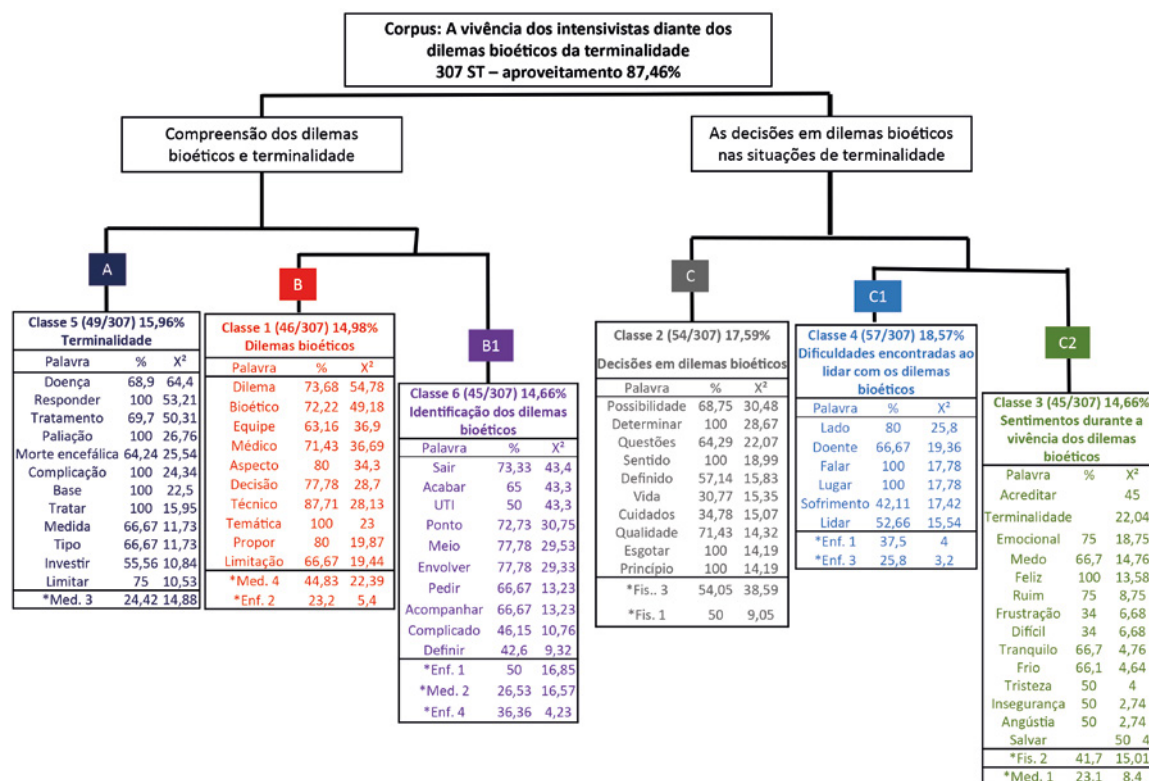 Corpus: A vivência dos intensivistas diante dos
dilemas bioéticos da terminalidade
307 ST – aproveitamento 87,46%
Compreensão dos dilemas
bioéticos e terminalidade
As decisões em dilemas bioéticos
nas situações de terminalidade
A
Classe 5 (49/307) 15,96%
Terminalidade
Palavra % X²
Doença 68,9 64,4
Responder 100 53,21
Tratamento 69,7 50,31
Paliação 100 26,76
Morte encefálica 64,24 25,54
Complicação 100 24,34
Base 100 22,5
Tratar 100 15,95
Medida 66,67 11,73
Tipo 66,67 11,73
Investir 55,56 10,84
Limitar 75 10,53
*Med. 3 24,42 14,88
B
Classe 1 (46/307) 14,98%
Dilemas bioéticos
Palavra % X²
Dilema 73,68 54,78
Bioético 72,22 49,18
Equipe 63,16 36,9
Médico 71,43 36,69
Aspecto 80 34,3
Decisão 77,78 28,7
Técnico 87,71 28,13
Temática 100 23
Propor 80 19,87
Limitação 66,67 19,44
*Med. 4 44,83 22,39
*Enf. 2 23,2 5,4
B1
Classe 6 (45/307) 14,66%
Identificação dos dilemas
bioéticos
Palavra % X²
Sair 73,33 43,4
Acabar 65 43,3
UTI 50 43,3
Ponto 72,73 30,75
Meio 77,78 29,53
Envolver 77,78 29,33
Pedir 66,67 13,23
Acompanhar 66,67 13,23
Complicado 46,15 10,76
Definir 42,6 9,32
*Enf. 1 50 16,85
*Med. 2 26,53 16,57
*Enf. 4 36,36 4,23
C
Classe 2 (54/307) 17,59%
Decisões em dilemas bioéticos
Palavra % X²
Possibilidade 68,75 30,48
Determinar 100 28,67
Questões 64,29 22,07
Sentido 100 18,99
Definido 57,14 15,83
Vida 30,77 15,35
Cuidados 34,78 15,07
Qualidade 71,43 14,32
Esgotar 100 14,19
Princípio 100 14,19
*Fis.. 3 54,05 38,59
*Fis. 1 50 9,05
C1
Classe 4 (57/307) 18,57%
Dificuldades encontradas ao
lidar com os dilemas
bioéticos
Palavra % X²
Lado 80 25,8
Doente 66,67 19,36
Falar 100 17,78
Lugar 100 17,78
Sofrimento 42,11 17,42
Lidar 52,66 15,54
*Enf. 1 37,5 4
*Enf. 3 25,8 3,2
C2
Classe 3 (45/307) 14,66%
Sentimentos durante a
vivência dos dilemas
bioéticos
Palavra % X²
Acreditar 45
Terminalidade 22,04
Emocional 75 18,75
Medo 66,7 14,76
Feliz 100 13,58
Ruim 75 8,75
Frustração 34 6,68
Difícil 34 6,68
Tranquilo 66,7 4,76
Frio 66,1 4,64
Tristeza 50 4
Insegurança 50 2,74
Angústia 50 2,74
Salvar 50 4
*Fis. 2 41,7 15,01
*Med. 1 23,1 8,4